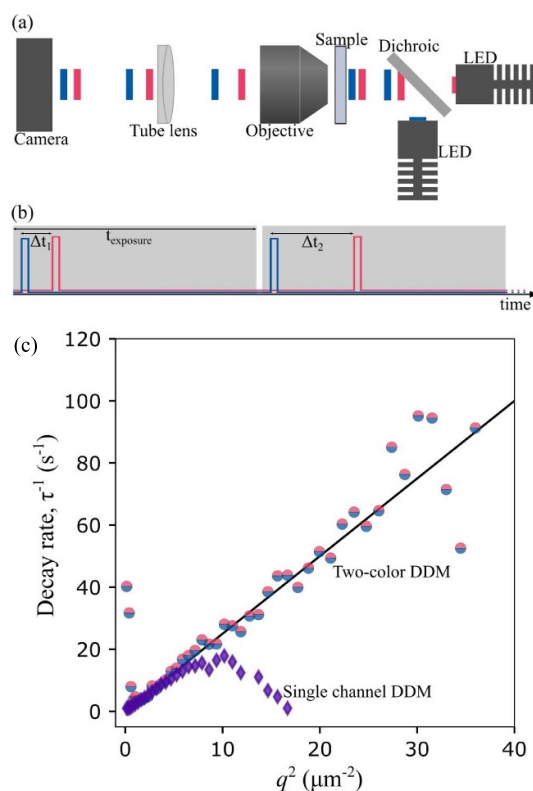 (a)
Camera
Tube lens
Objective
Sample
Dichroic
LED
LED
(b)
Δt₁
t_exposure
Δt₂
time
(c)
Decay rate, τ⁻¹ (s⁻¹)
120
100
80
60
40
20
0
Two-color DDM
Single channel DDM
0 10 20 30 40
q² (μm⁻²)